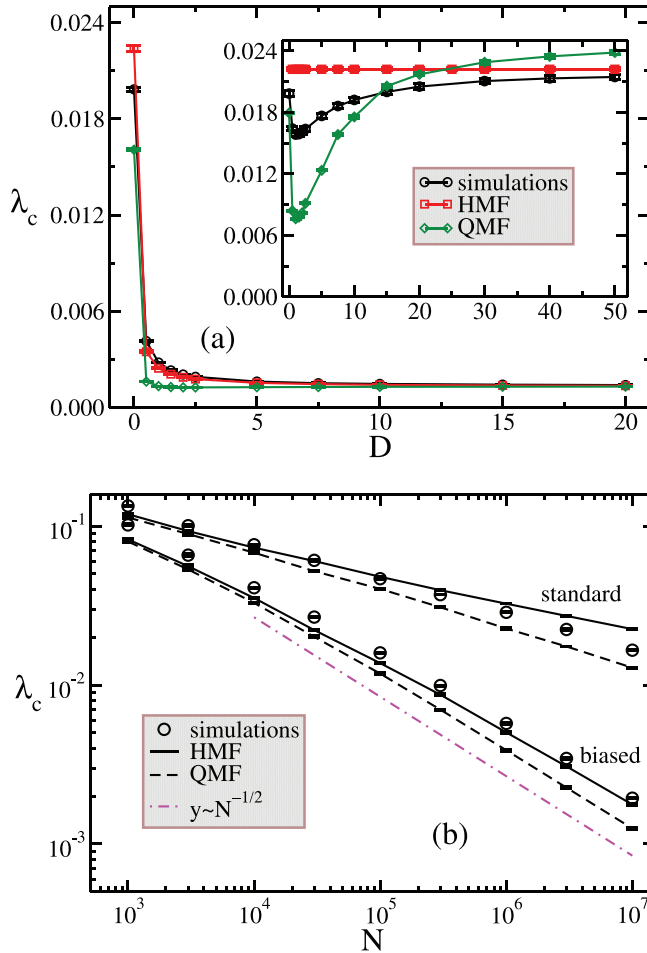 0.024
0.018
0.012
0.006
0.000
λc
0 5 10 15 20
D
(a)
0.024
0.018
0.012
0.006
0.000
0 10 20 30 40 50
simulations
HMF
QMF
10^-1
10^-2
10^-3
λc
10^3 10^4 10^5 10^6 10^7
N
standard
biased
(b)
simulations
HMF
QMF
y~N^-1/2